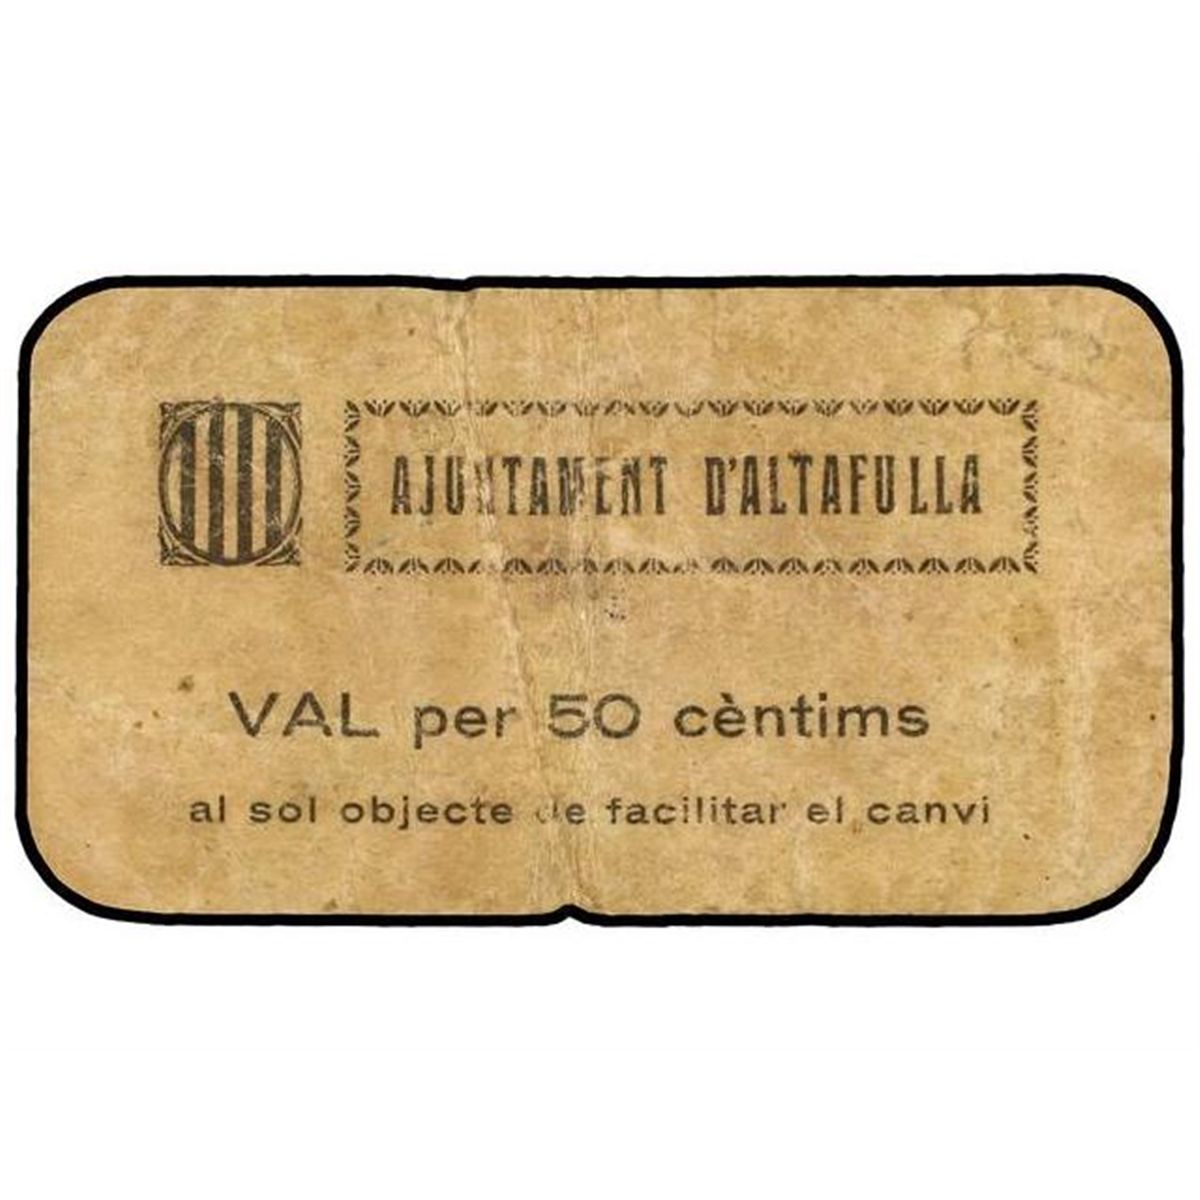 AJUNTAMENT D'ALTAFULLA
VAL per 50 cèntims
al sol objecte de facilitar el canvi